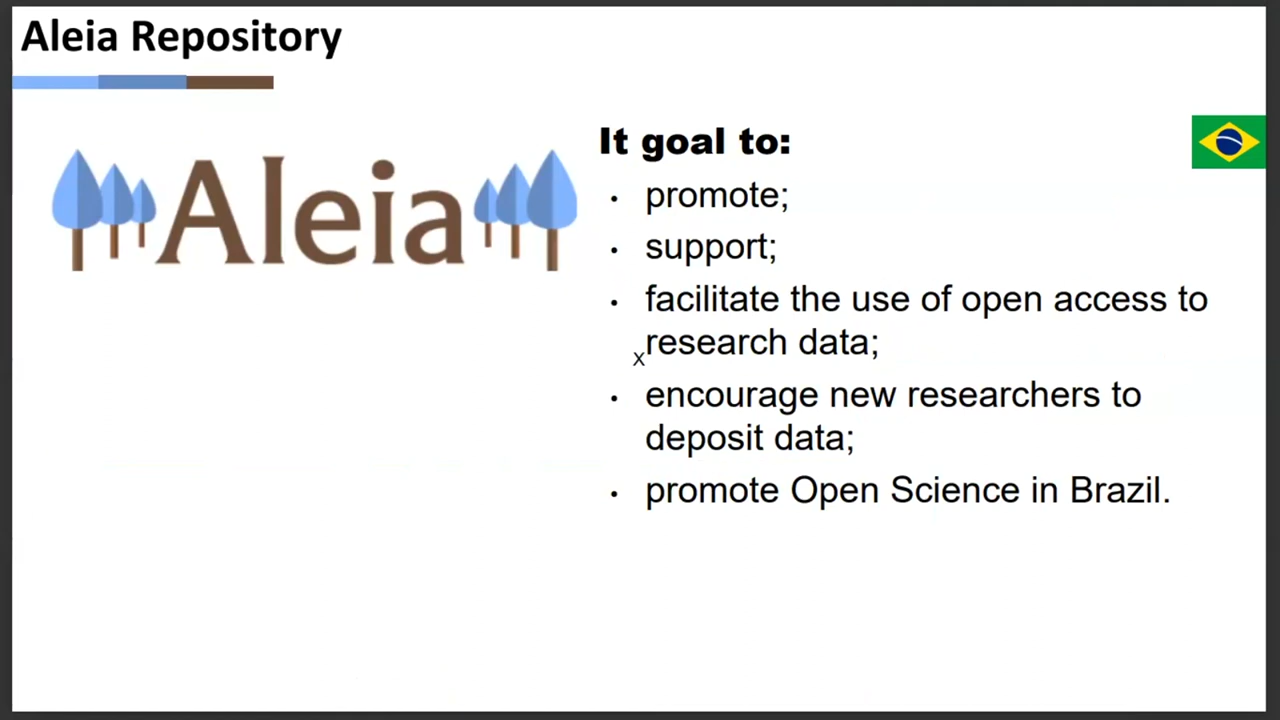 Aleia Repository
Aleia
It goal to:
• promote;
• support;
• facilitate the use of open access to
research data;
x
• encourage new researchers to
deposit data;
• promote Open Science in Brazil.